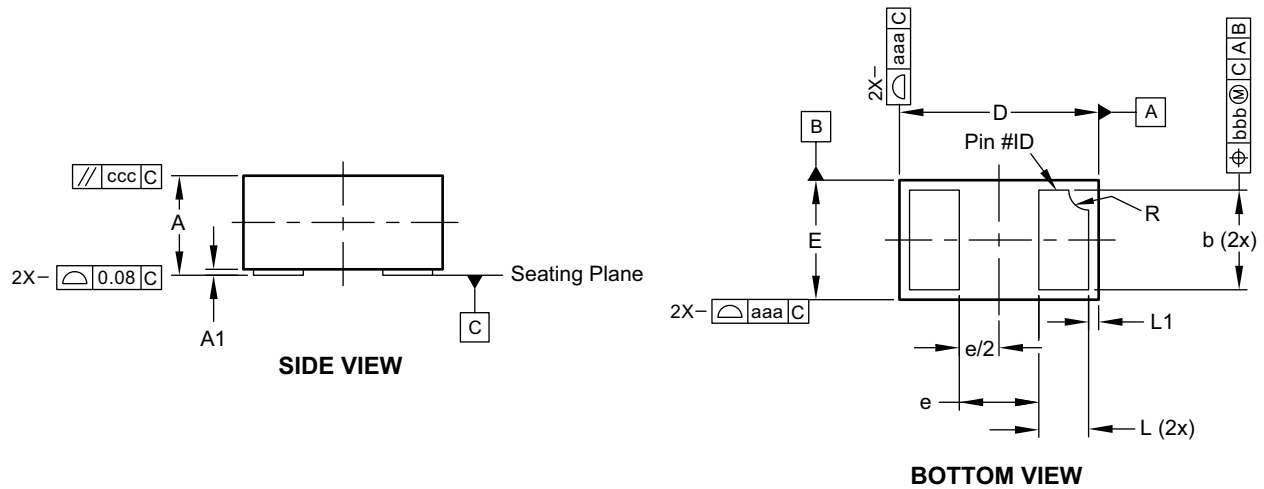 // ccc C
A
2X– ⌓ 0.08 C
A1
Seating Plane
C
SIDE VIEW
2X– ⌓ aaa C
D
A
B
Pin #ID
⌖ bbb Ⓜ C A B
R
E
b (2x)
2X– ⌓ aaa C
L1
e/2
e
L (2x)
BOTTOM VIEW